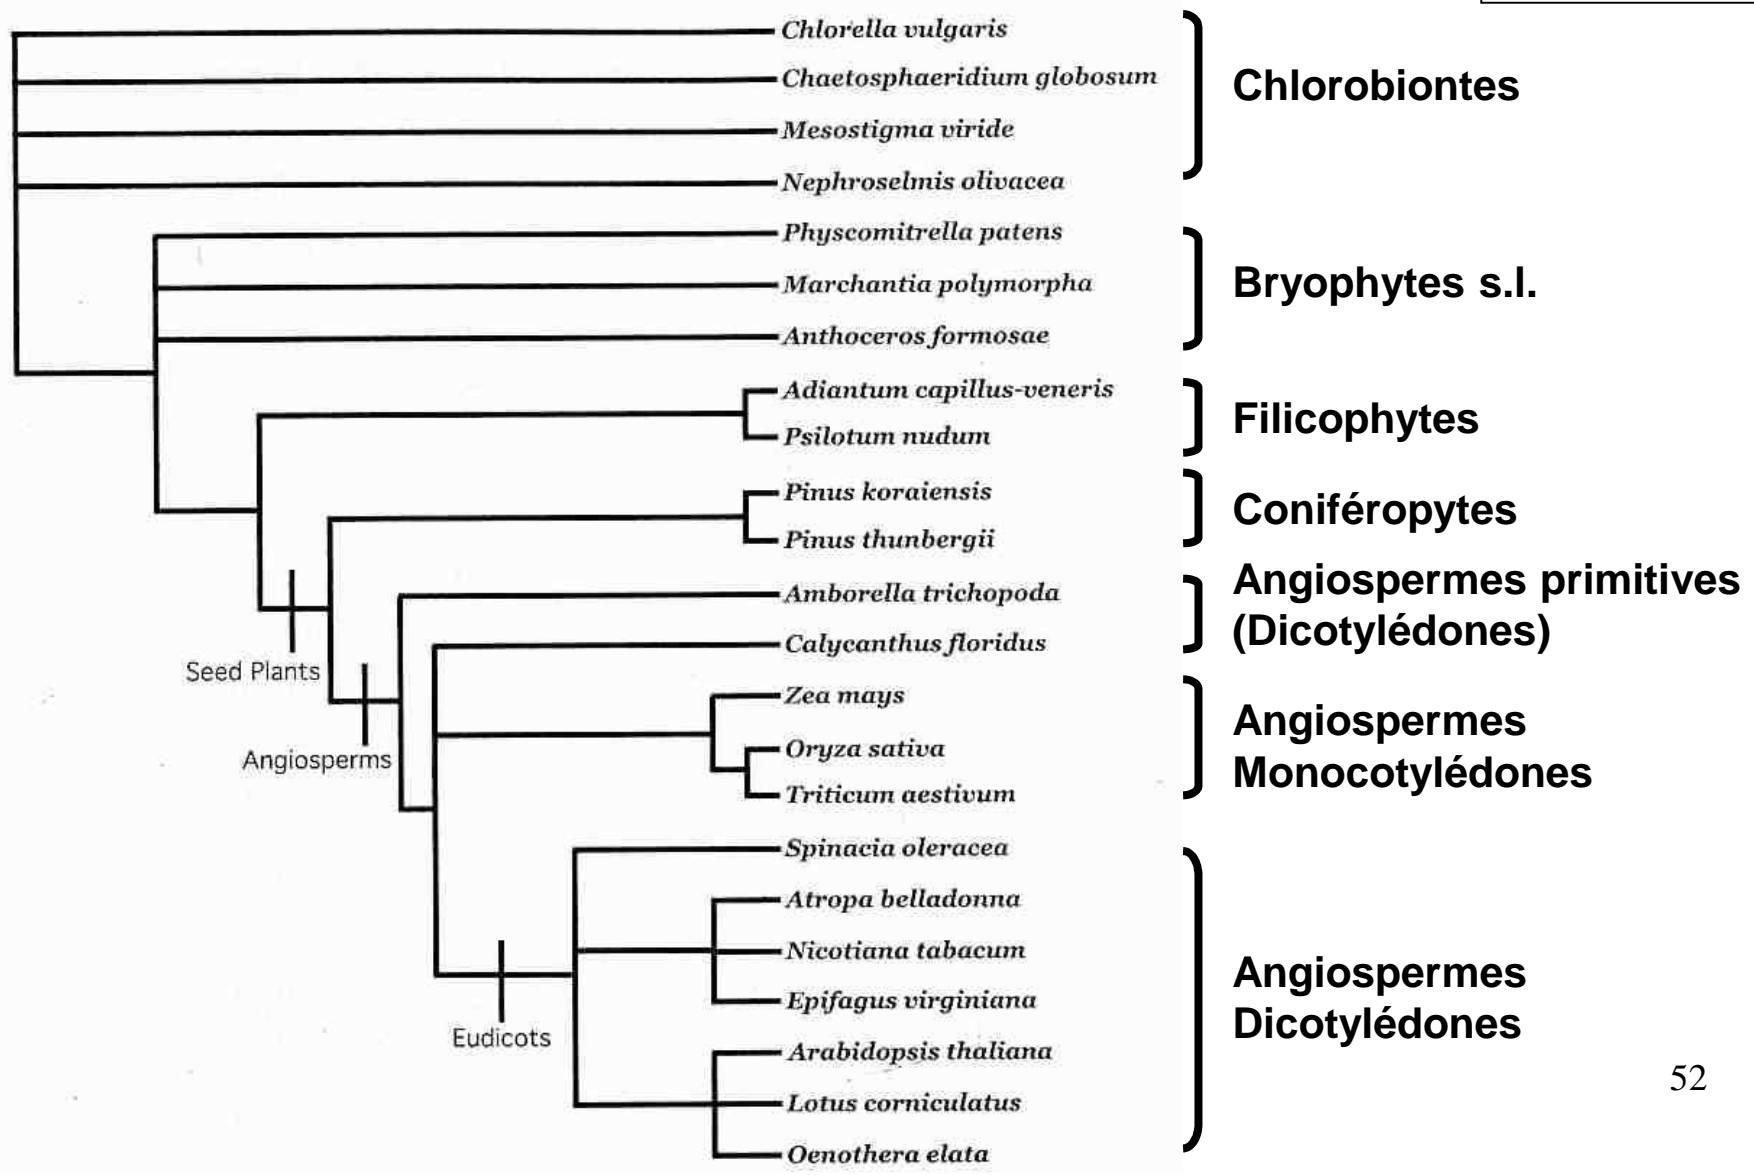 Chlorella vulgaris
Chaetosphaeridium globosum
Mesostigma viride
Nephroselmis olivacea
Chlorobiontes
Physcomitrella patens
Marchantia polymorpha
Anthoceros formosae
Bryophytes s.l.
Adiantum capillus-veneris
Psilotum nudum
Filicophytes
Pinus koraiensis
Pinus thunbergii
Coniféropytes
Amborella trichopoda
Calycanthus floridus
Angiospermes primitives
(Dicotylédones)
Seed Plants
Zea mays
Oryza sativa
Triticum aestivum
Angiospermes
Monocotylédones
Angiosperms
Spinacia oleracea
Atropa belladonna
Nicotiana tabacum
Epifagus virginiana
Arabidopsis thaliana
Lotus corniculatus
Oenothera elata
Angiospermes
Dicotylédones
Eudicots
52